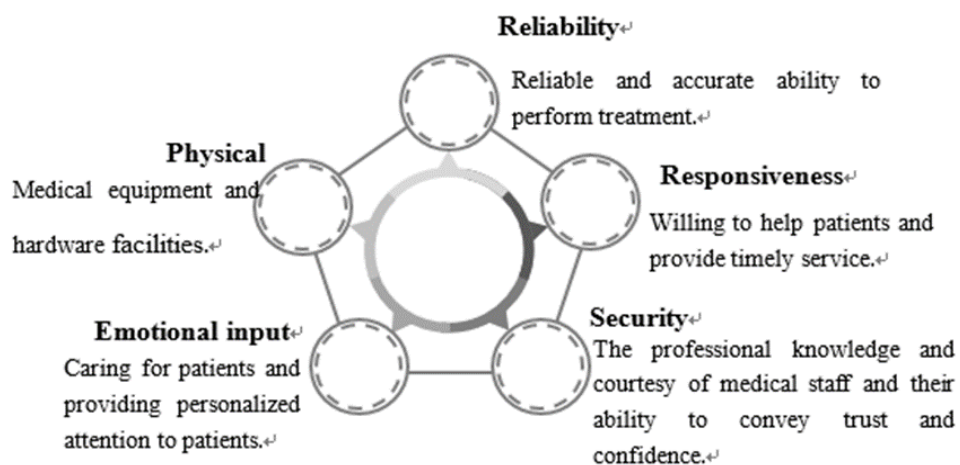 Reliability↵
Reliable and accurate ability to
perform treatment.↵
Physical
Medical equipment and
hardware facilities.↵
Responsiveness↵
Willing to help patients and
provide timely service.↵
Emotional input↵
Caring for patients and
providing personalized
attention to patients.↵
Security↵
The professional knowledge and
courtesy of medical staff and their
ability to convey trust and
confidence.↵